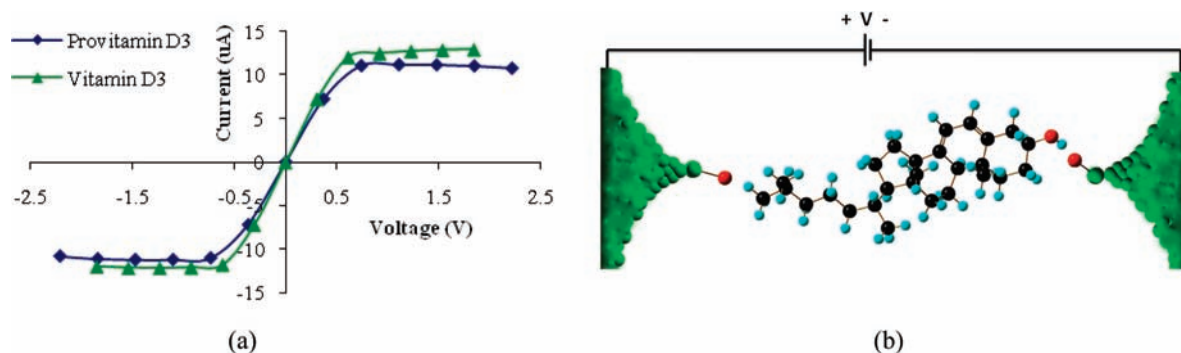 Provitamin D3
Vitamin D3
Current (uA)
15
10
5
0
-5
-10
-15
-2.5
-1.5
-0.5
0.5
1.5
2.5
Voltage (V)
(a)
+ V -
(b)